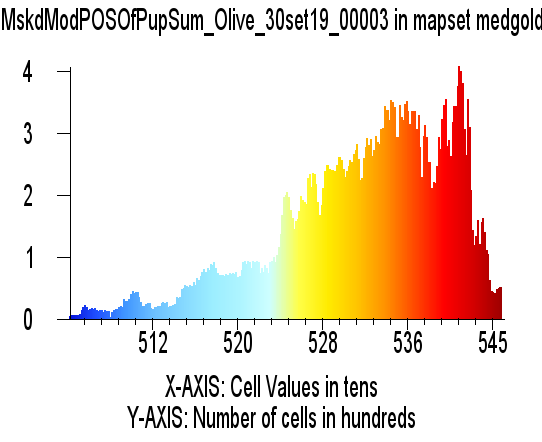 MskdModPOSOfPupSum_Olive_30set19_00003 in mapset medgold
4
3
2
1
0
512 520 528 536 545
X-AXIS: Cell Values in tens
Y-AXIS: Number of cells in hundreds